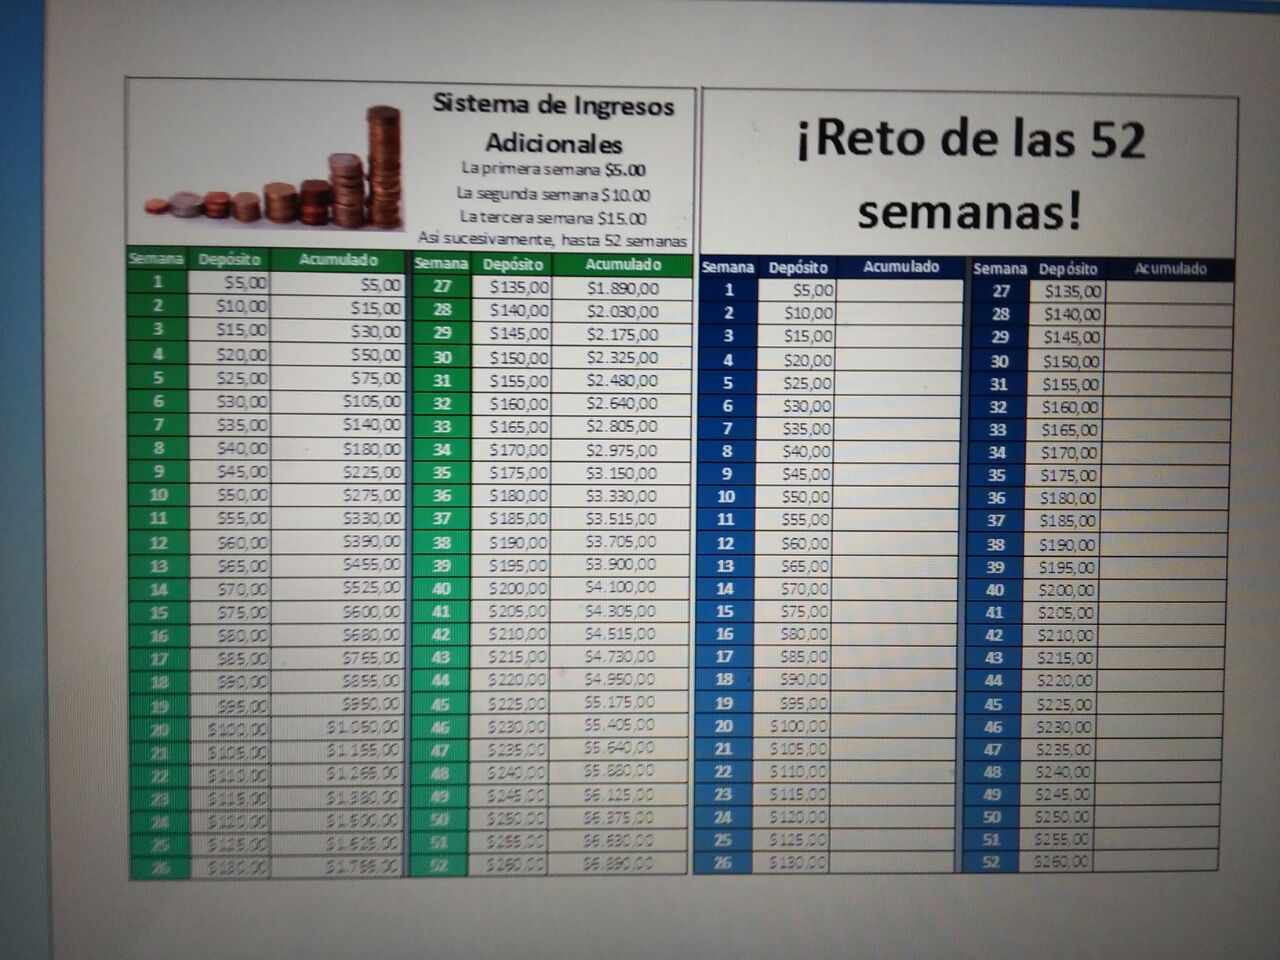 Sistema de Ingresos
Adicionales
La primera semana $5.00
La segunda semana $10.00
La tercera semana $15.00
Asi sucesivamente, hasta 52 semanas
Semana Depósito Acumulado Semana Depósito Acumulado
1 $5,00 $5,00 27 $135,00 $1.890,00
2 $10,00 $15,00 28 $140,00 $2.030,00
3 $15,00 $30,00 29 $145,00 $2.175,00
4 $20,00 $50,00 30 $150,00 $2.325,00
5 $25,00 $75,00 31 $155,00 $2.480,00
6 $30,00 $105,00 32 $160,00 $2.640,00
7 $35,00 $140,00 33 $165,00 $2.805,00
8 $40,00 $180,00 34 $170,00 $2.975,00
9 $45,00 $225,00 35 $175,00 $3.150,00
10 $50,00 $275,00 36 $180,00 $3.330,00
11 $55,00 $330,00 37 $185,00 $3.515,00
12 $60,00 $390,00 38 $190,00 $3.705,00
13 $65,00 $455,00 39 $195,00 $3.900,00
14 $70,00 $525,00 40 $200,00 $4.100,00
15 $75,00 $600,00 41 $205,00 $4.305,00
16 $80,00 $680,00 42 $210,00 $4.515,00
17 $85,00 $765,00 43 $215,00 $4.730,00
18 $90,00 $855,00 44 $220,00 $4.950,00
19 $95,00 $950,00 45 $225,00 $5.175,00
20 $100,00 $1.050,00 46 $230,00 $5.405,00
21 $105,00 $1.155,00 47 $235,00 $5.640,00
22 $110,00 $1.265,00 48 $240,00 $5.880,00
23 $115,00 $1.380,00 49 $245,00 $6.125,00
24 $120,00 $1.500,00 50 $250,00 $6.375,00
25 $125,00 $1.625,00 51 $255,00 $6.630,00
26 $130,00 $1.755,00 52 $260,00 $6.890,00
¡Reto de las 52
semanas!
Semana Depósito Acumulado Semana Depósito Acumulado
1 $5,00 27 $135,00
2 $10,00 28 $140,00
3 $15,00 29 $145,00
4 $20,00 30 $150,00
5 $25,00 31 $155,00
6 $30,00 32 $160,00
7 $35,00 33 $165,00
8 $40,00 34 $170,00
9 $45,00 35 $175,00
10 $50,00 36 $180,00
11 $55,00 37 $185,00
12 $60,00 38 $190,00
13 $65,00 39 $195,00
14 $70,00 40 $200,00
15 $75,00 41 $205,00
16 $80,00 42 $210,00
17 $85,00 43 $215,00
18 $90,00 44 $220,00
19 $95,00 45 $225,00
20 $100,00 46 $230,00
21 $105,00 47 $235,00
22 $110,00 48 $240,00
23 $115,00 49 $245,00
24 $120,00 50 $250,00
25 $125,00 51 $255,00
26 $130,00 52 $260,00